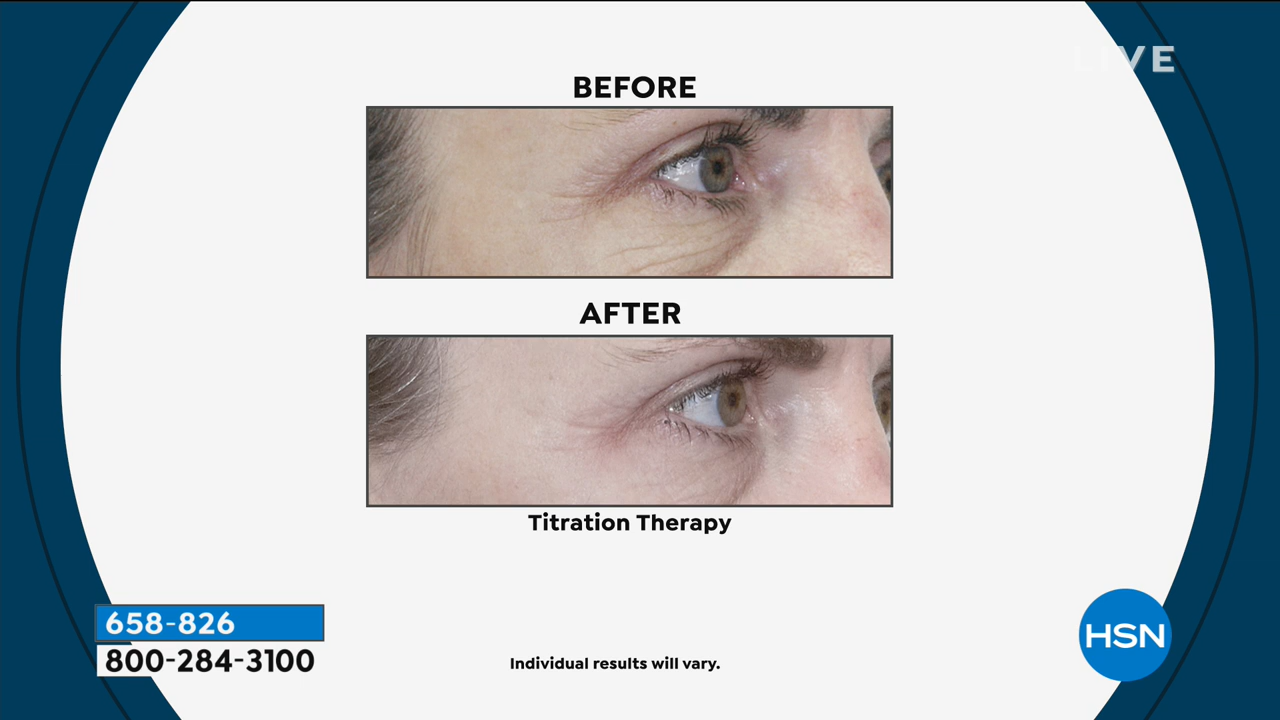 LIVE
BEFORE
AFTER
Titration Therapy
658-826
800-284-3100
Individual results will vary.
HSN